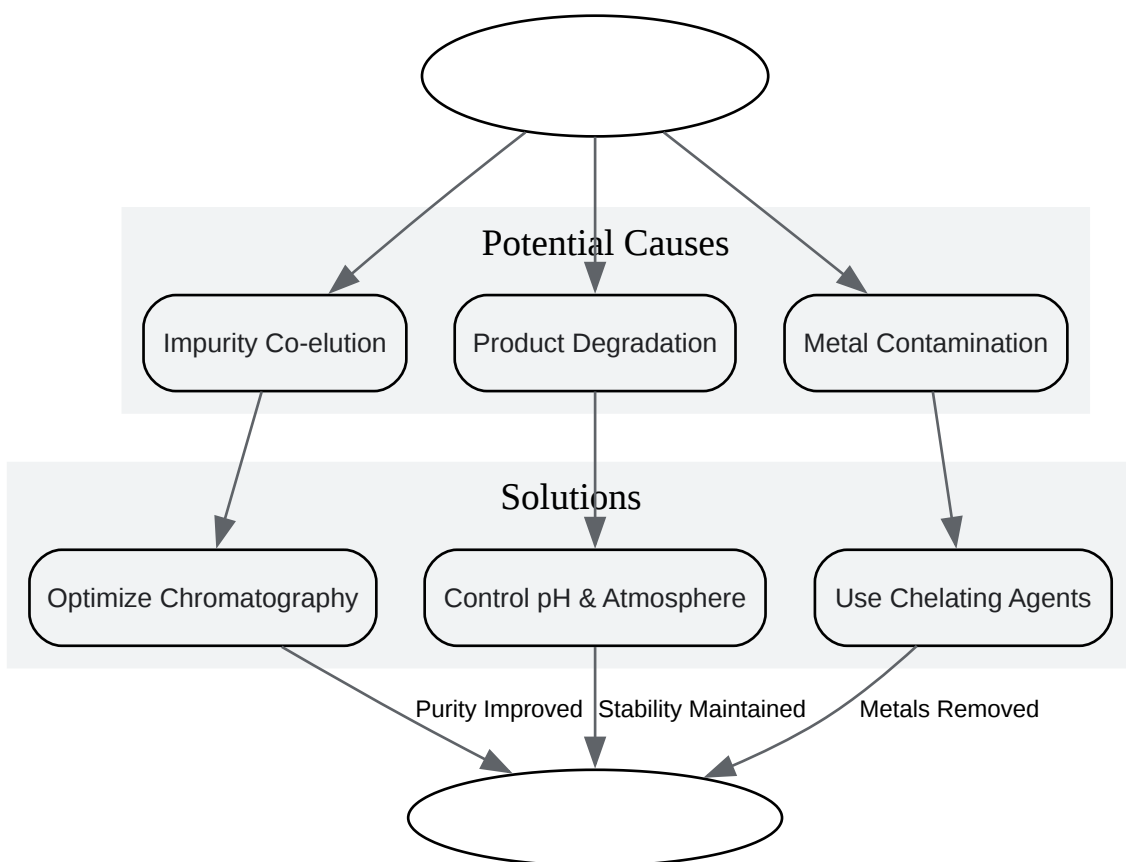 Potential Causes
Impurity Co-elution
Product Degradation
Metal Contamination
Solutions
Optimize Chromatography
Control pH & Atmosphere
Use Chelating Agents
Purity Improved
Stability Maintained
Metals Removed